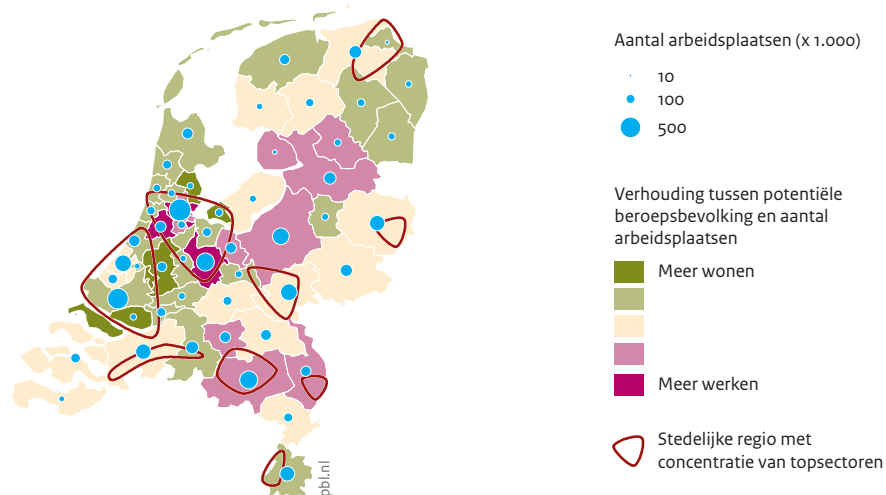 Aantal arbeidsplaatsen (x 1.000)
10
100
500
Verhouding tussen potentiële
beroepsbevolking en aantal
arbeidsplaatsen
Meer wonen
Meer werken
Stedelijke regio met
concentratie van topsectoren
pbl.nl